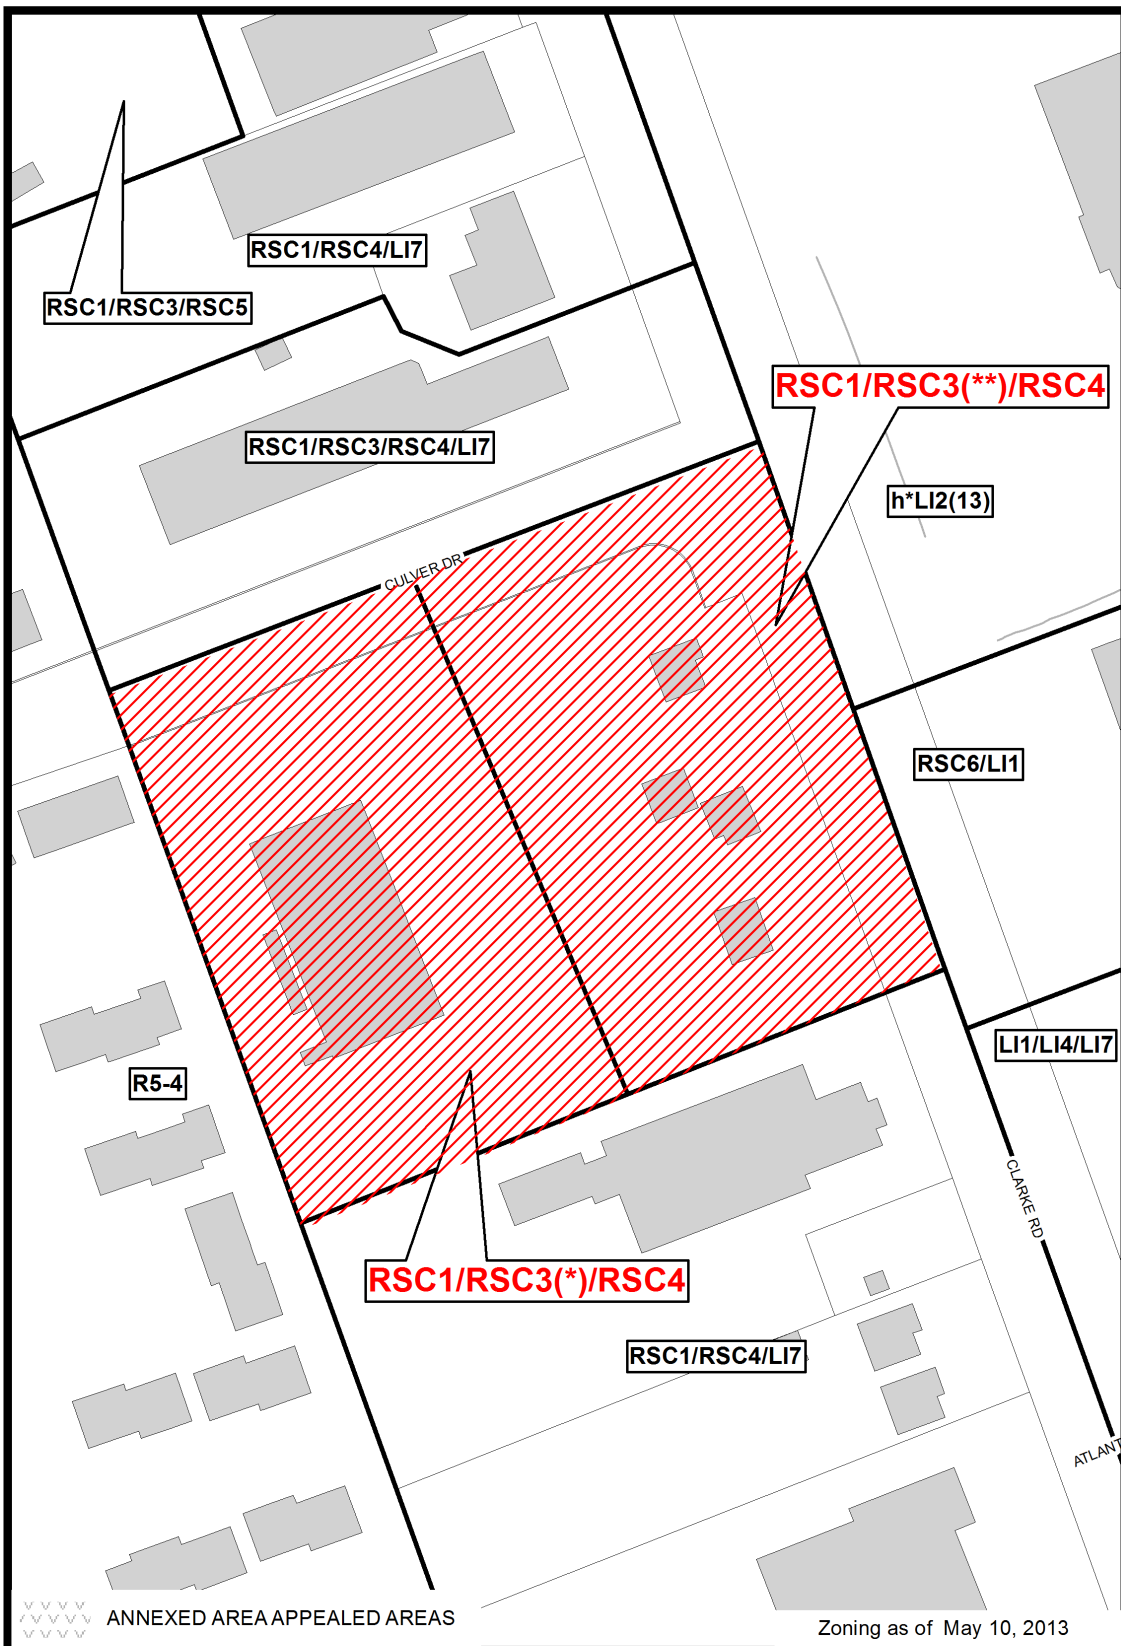 RSC1/RSC4/LI7
RSC1/RSC3/RSC5
RSC1/RSC3(**)/RSC4
RSC1/RSC3/RSC4/LI7
h*LI2(13)
CULVER DR
RSC6/LI1
LI1/LI4/LI7
R5-4
CLARKE RD
RSC1/RSC3(*)/RSC4
RSC1/RSC4/LI7
ATLANT
ANNEXED AREA APPEALED AREAS
Zoning as of May 10, 2013